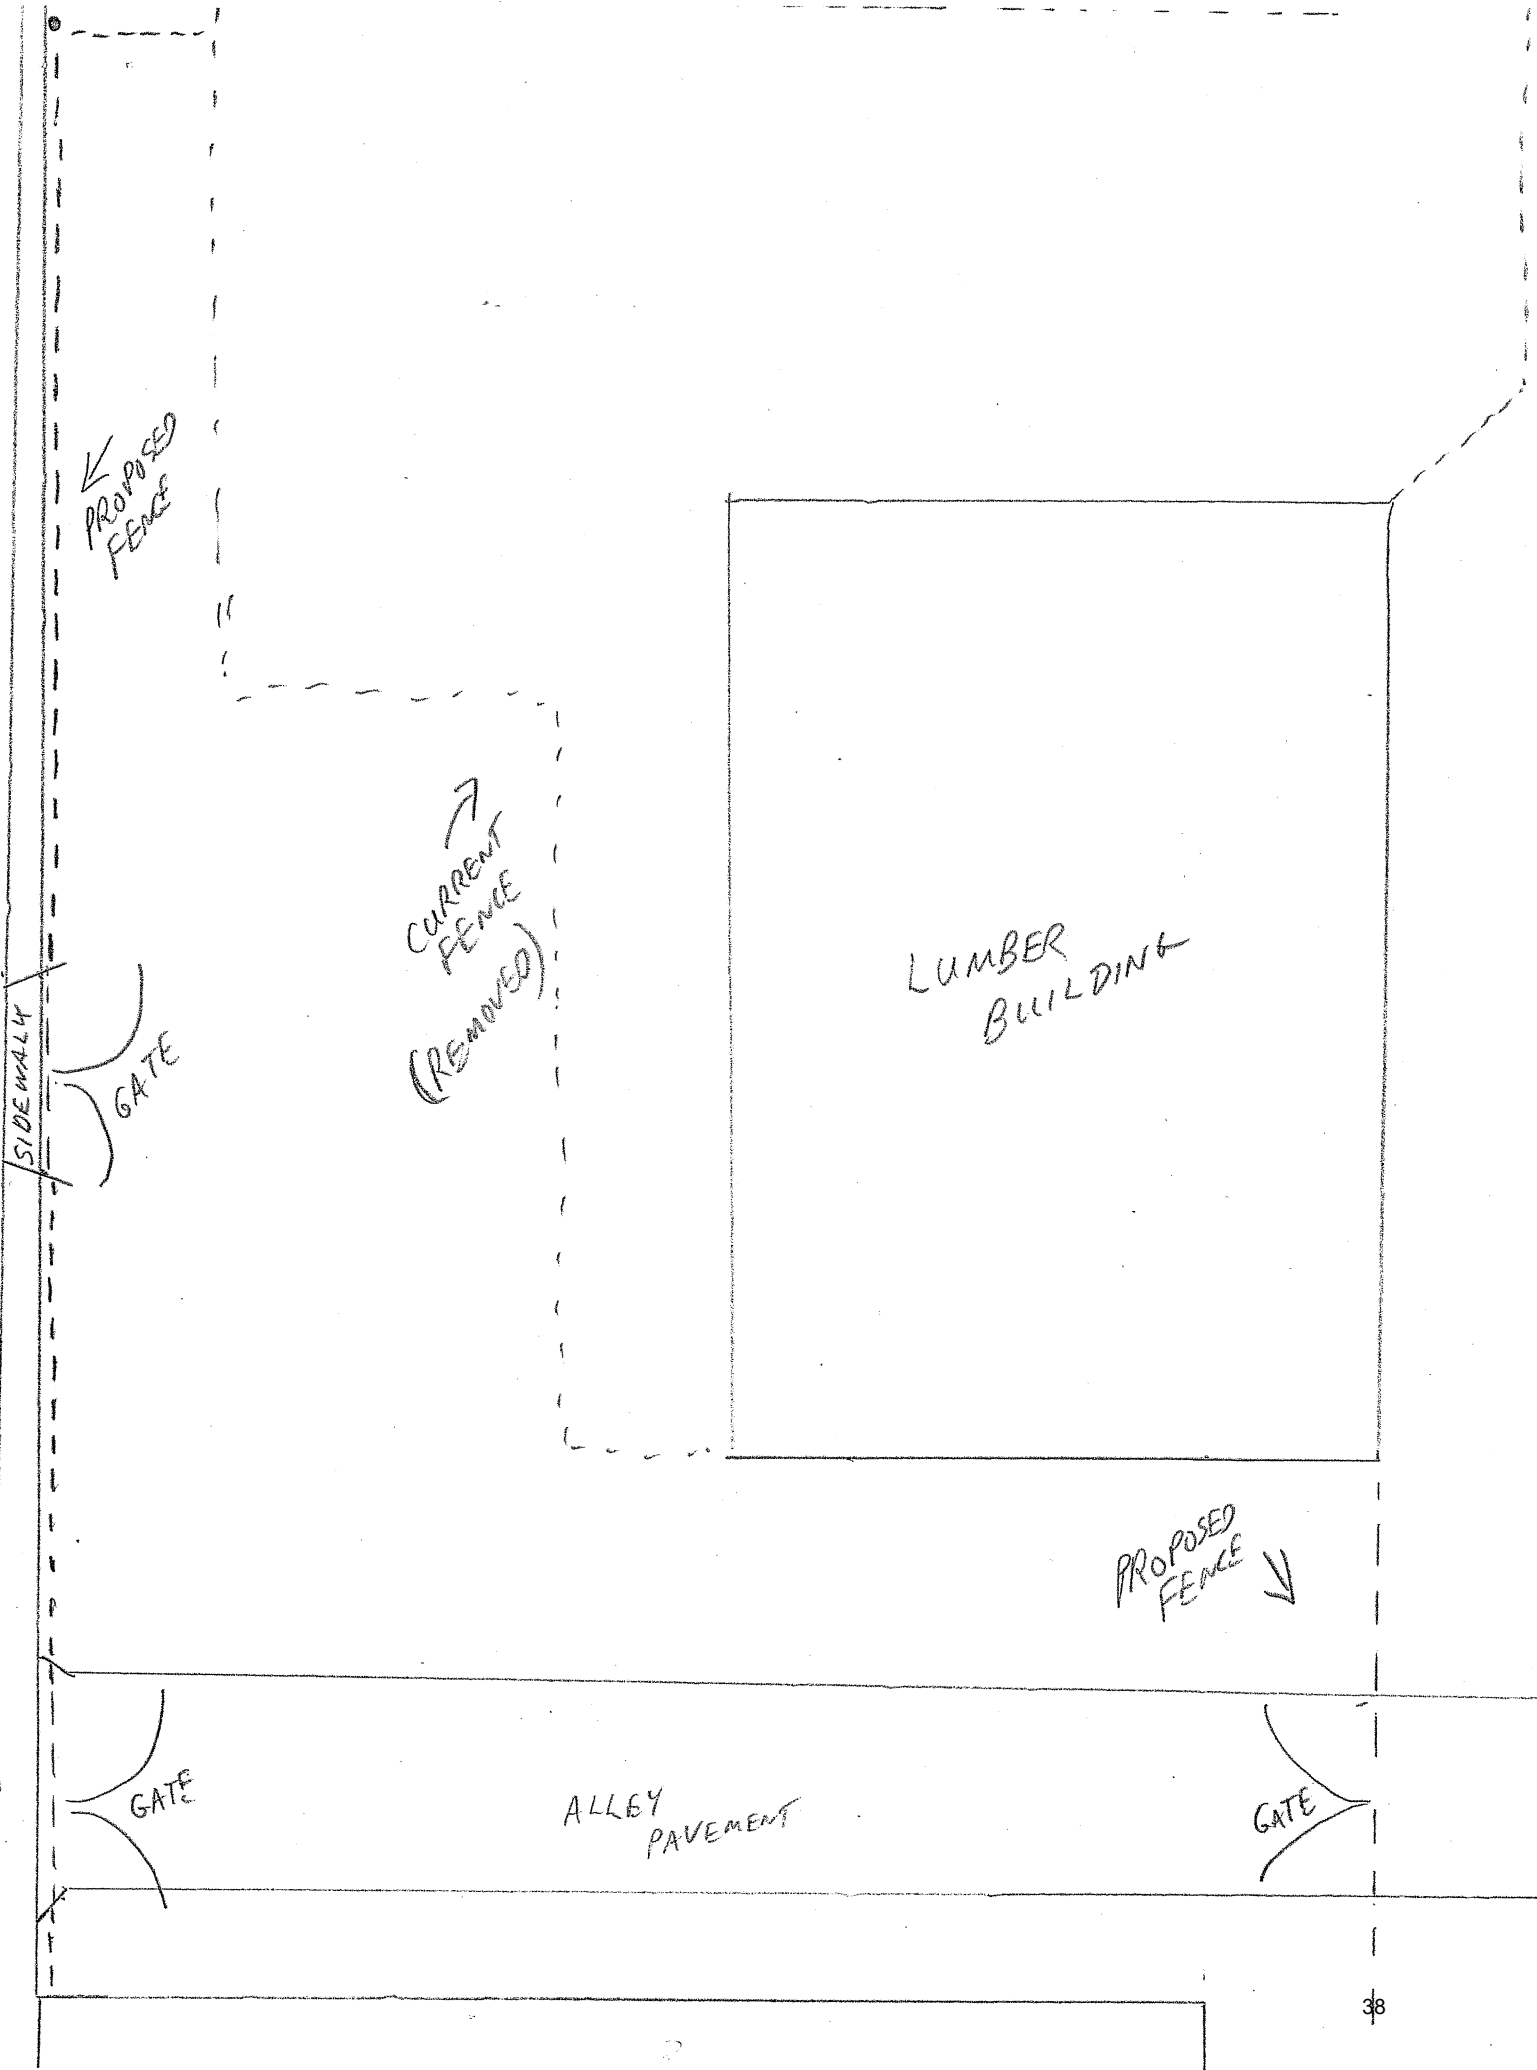 PROPOSED
FENCE
CURRENT
FENCE
(REMOVED)
LUMBER
BUILDING
SIDEWALK
GATE
PROPOSED
FENCE
GATE
ALLEY
PAVEMENT
GATE
38